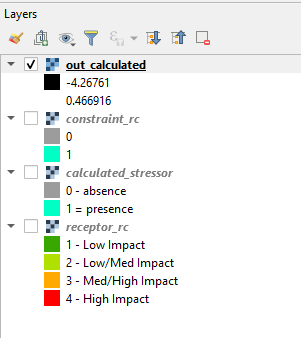 Layers
out_calculated
-4.26761
0.466916
constraint_rc
0
1
calculated_stressor
0 - absence
1 = presence
receptor_rc
1 - Low Impact
2 - Low/Med Impact
3 - Med/High Impact
4 - High Impact